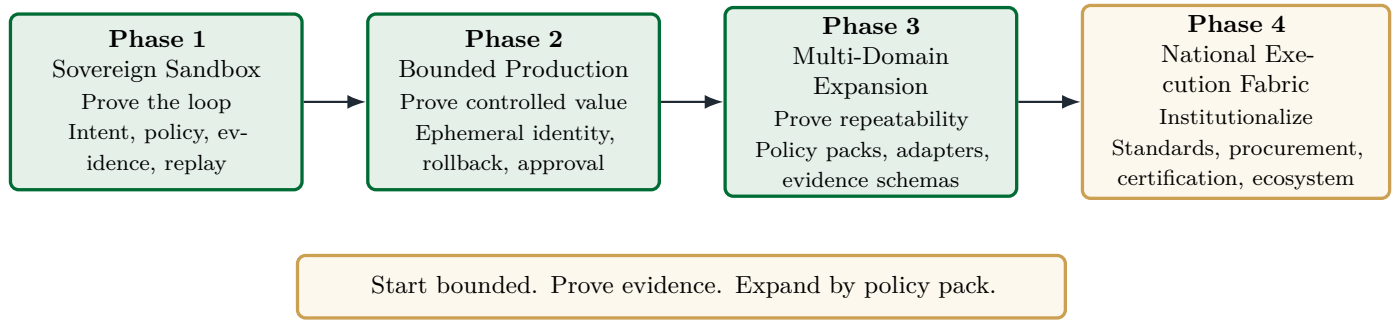 Phase 1
Sovereign Sandbox
Prove the loop
Intent, policy, ev-
idence, replay
Phase 2
Bounded Production
Prove controlled value
Ephemeral identity,
rollback, approval
Phase 3
Multi-Domain
Expansion
Prove repeatability
Policy packs, adapters,
evidence schemas
Phase 4
National Exe-
cution Fabric
Institutionalize
Standards, procurement,
certification, ecosystem
Start bounded. Prove evidence. Expand by policy pack.